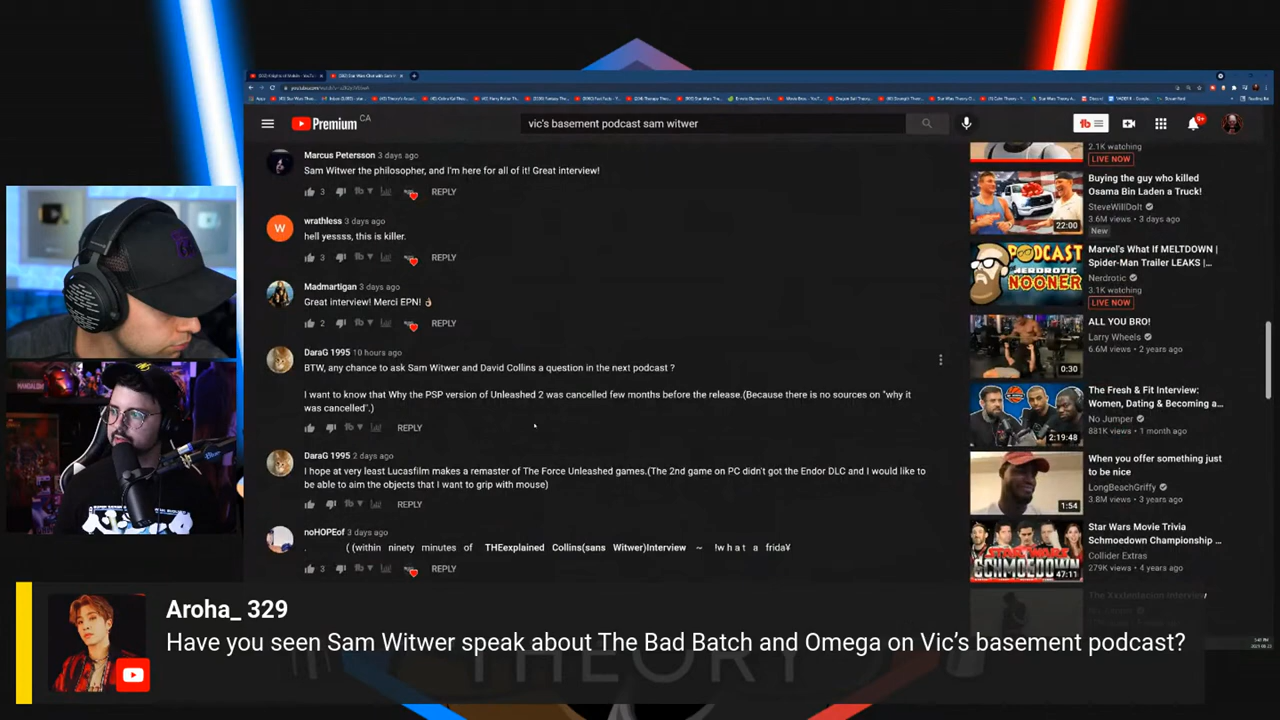 Premium CA
vic's basement podcast sam witwer
9+
Marcus Petersson 3 days ago
Sam Witwer the philosopher, and I'm here for all of it! Great interview!
3 REPLY
wrathless 3 days ago
W
hell yessss, this is killer.
3 REPLY
Madmartigan 3 days ago
Great interview! Merci EPN! 👌
2 REPLY
DaraG 1995 10 hours ago
BTW, any chance to ask Sam Witwer and David Collins a question in the next podcast ?
I want to know that Why the PSP version of Unleashed 2 was cancelled few months before the release.(Because there is no sources on "why it
was cancelled",)
REPLY
DaraG 1995 2 days ago
I hope at very least Lucasfilm makes a remaster of The Force Unleashed games.(The 2nd game on PC didn't got the Endor DLC and I would like to
be able to aim the objects that I want to grip with mouse)
REPLY
noHOPEof 3 days ago
. ( (within ninety minutes of THEexplained Collins(sans Witwer)Interview ~ !w h a t a frida¥
3 REPLY
2.1K watching
LIVE NOW
Buying the guy who killed
Osama Bin Laden a Truck!
SteveWillDoIt
3.6M views • 3 days ago
New
22:00
PODCAST
NERDROTIC
NOONER
Marvel's What If MELTDOWN |
Spider-Man Trailer LEAKS |...
Nerdrotic
3.1K watching
LIVE NOW
ALL YOU BRO!
Larry Wheels
6.6M views • 2 years ago
0:30
The Fresh & Fit Interview:
Women, Dating & Becoming a...
No Jumper
881K views • 1 month ago
2:19:48
When you offer something just
to be nice
LongBeachGriffy
3.8M views • 3 years ago
1:54
Star Wars Movie Trivia
Schmoedown Championship ...
Collider Extras
279K views • 4 years ago
SCHMOEDOWN
47:11
The Xxxtentacion Interview
No Jumper
Aroha_ 329
Have you seen Sam Witwer speak about The Bad Batch and Omega on Vic's basement podcast?
THEORY